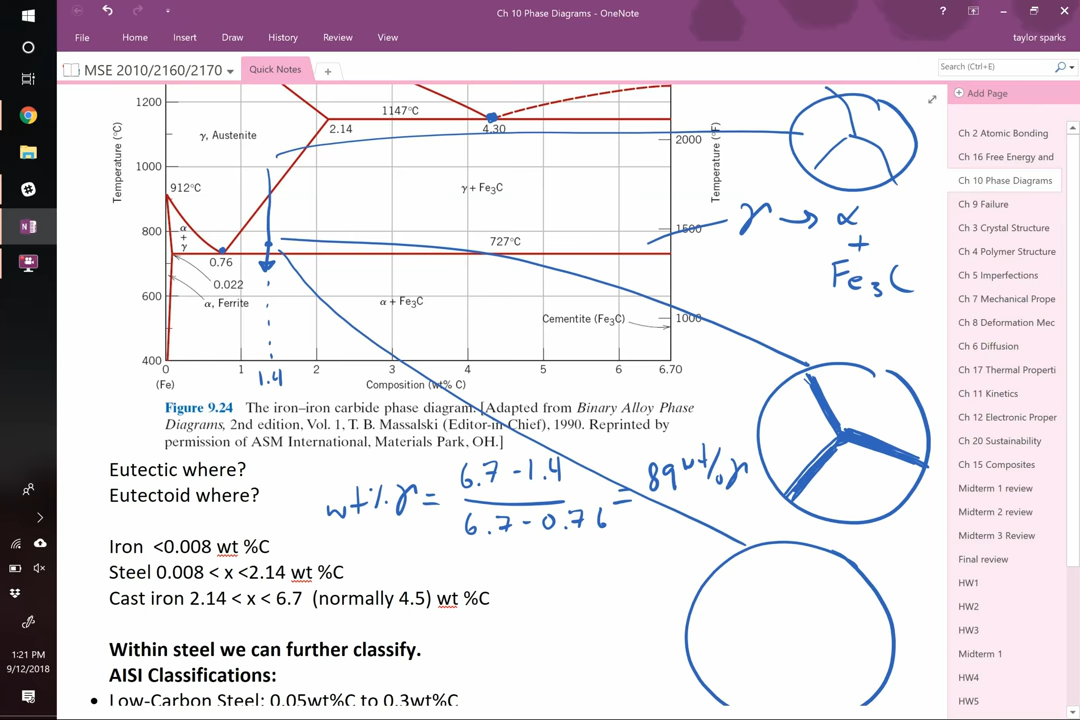 Ch 10 Phase Diagrams - OneNote
?
taylor sparks
File Home Insert Draw History Review View
MSE 2010/2160/2170
Quick Notes
+
Search (Ctrl+E)
Add Page
Ch 2 Atomic Bonding
Ch 16 Free Energy and
Ch 10 Phase Diagrams
Ch 9 Failure
Ch 3 Crystal Structure
Ch 4 Polymer Structure
Ch 5 Imperfections
Ch 7 Mechanical Prope
Ch 8 Deformation Mec
Ch 6 Diffusion
Ch 17 Thermal Properti
Ch 11 Kinetics
Ch 12 Electronic Proper
Ch 20 Sustainability
Ch 15 Composites
Midterm 1 review
Midterm 2 review
Midterm 3 Review
Final review
HW1
HW2
HW3
Midterm 1
HW4
HW5
Temperature (°C)
1200
1000
800
600
400
1147°C
2.14
4.30
γ, Austenite
912°C
γ + Fe3C
α
+
γ
727°C
0.76
0.022
α, Ferrite
α + Fe3C
Cementite (Fe3C)
2000
1500
1000
Temperature (°F)
0 1 2 3 4 5 6 6.70
(Fe)
1.4
Composition (wt% C)
γ → α
+
Fe3C
Figure 9.24 The iron–iron carbide phase diagram. [Adapted from Binary Alloy Phase
Diagrams, 2nd edition, Vol. 1, T. B. Massalski (Editor-in-Chief), 1990. Reprinted by
permission of ASM International, Materials Park, OH.]
Eutectic where?
Eutectoid where?
wt% γ = 6.7 - 1.4
6.7 - 0.76
= 89 wt% γ
Iron <0.008 wt %C
Steel 0.008 < x <2.14 wt %C
Cast iron 2.14 < x < 6.7 (normally 4.5) wt %C
Within steel we can further classify.
AISI Classifications:
• Low-Carbon Steel: 0.05wt%C to 0.3wt%C
1:21 PM
9/12/2018